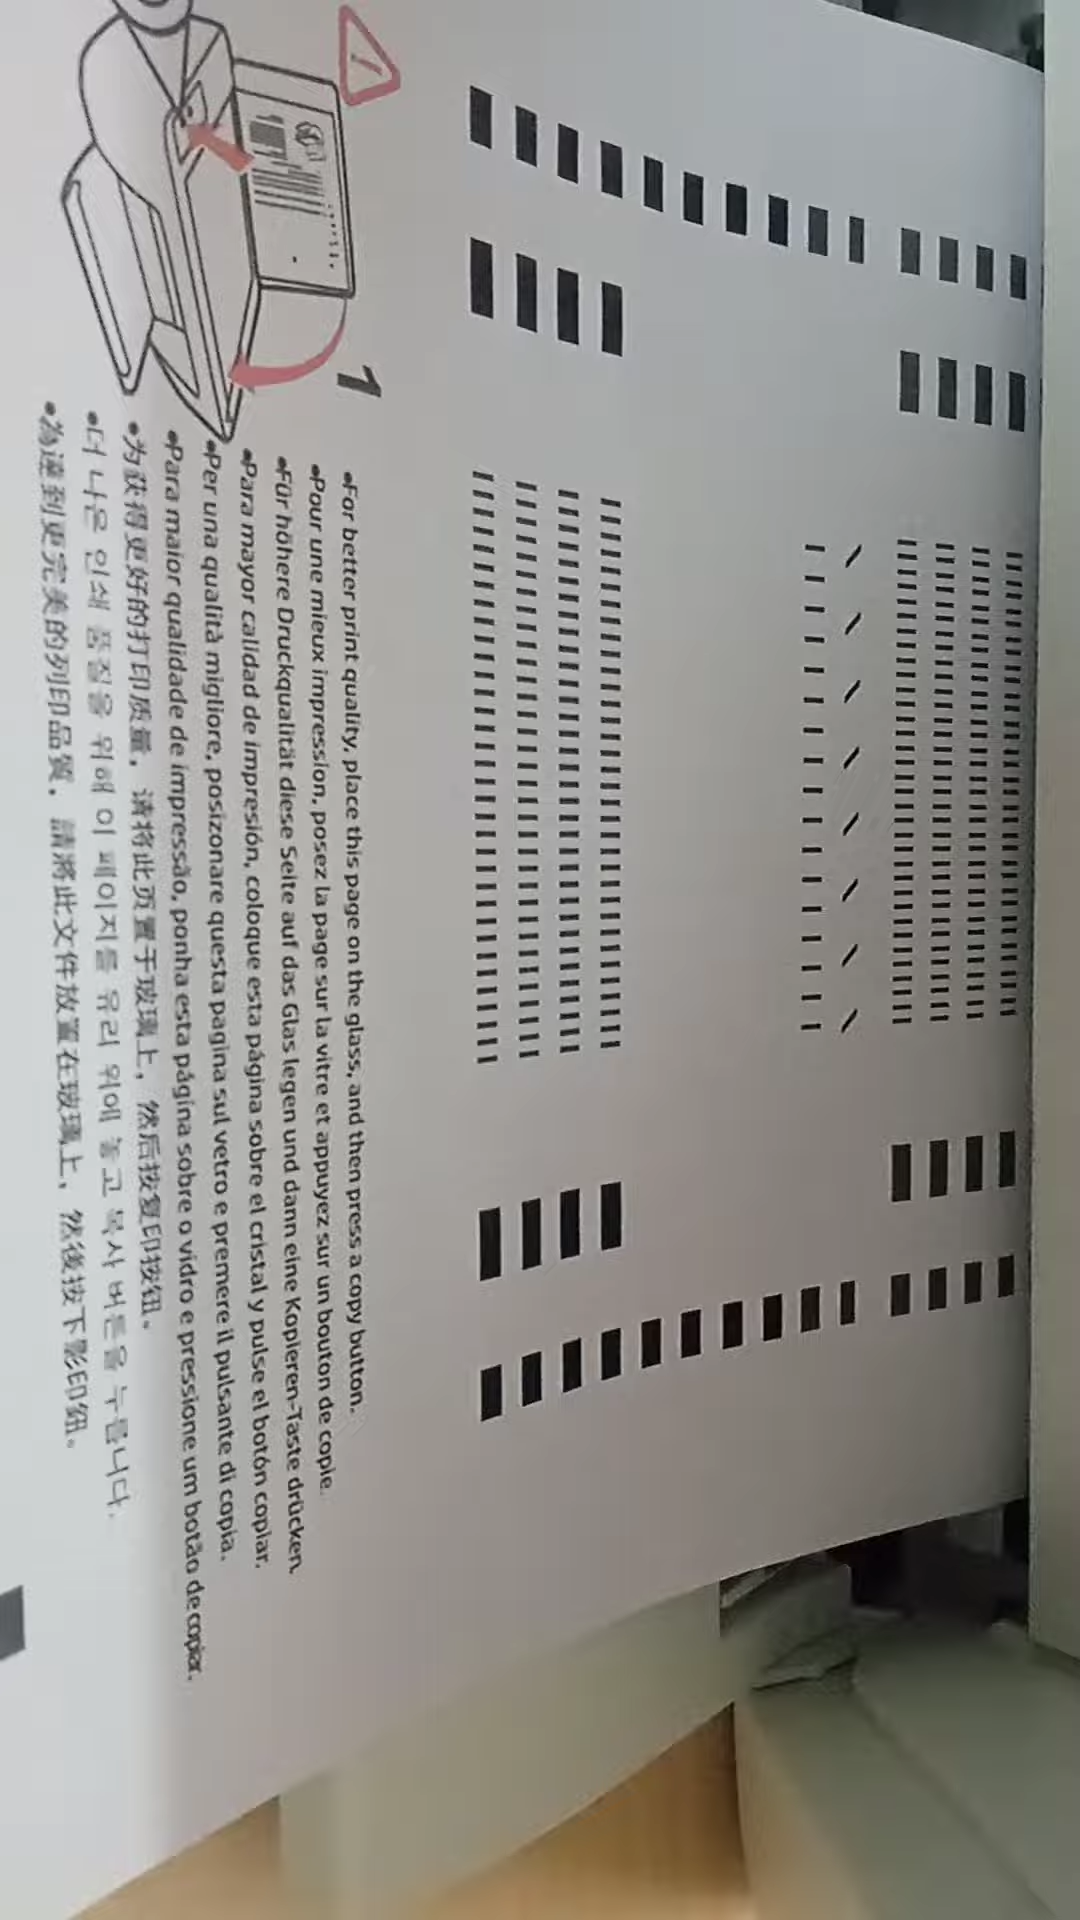 1
•For better print quality, place this page on the glass, and then press a copy button.
•Pour une mieux impression, posez la page sur la vitre et appuyez sur un bouton de copie.
•Für höhere Druckqualität diese Seite auf das Glas legen und dann eine Kopieren-Taste drücken.
•Para mayor calidad de impresión, coloque esta página sobre el cristal y pulse el botón copiar.
•Per una qualità migliore, posizonare questa pagina sul vetro e premere il pulsante di copia.
•Para maior qualidade de impressão, ponha esta página sobre o vidro e pressione um botão de copiar.
•为获得更好的打印质量，请将此页置于玻璃上，然后按复印按钮。
•더 나은 인쇄 품질을 위해 이 페이지를 유리 위에 놓고 복사 버튼을 누릅니다.
•為達到更完美的列印品質，請將此文件放置在玻璃上，然後按下影印鈕。